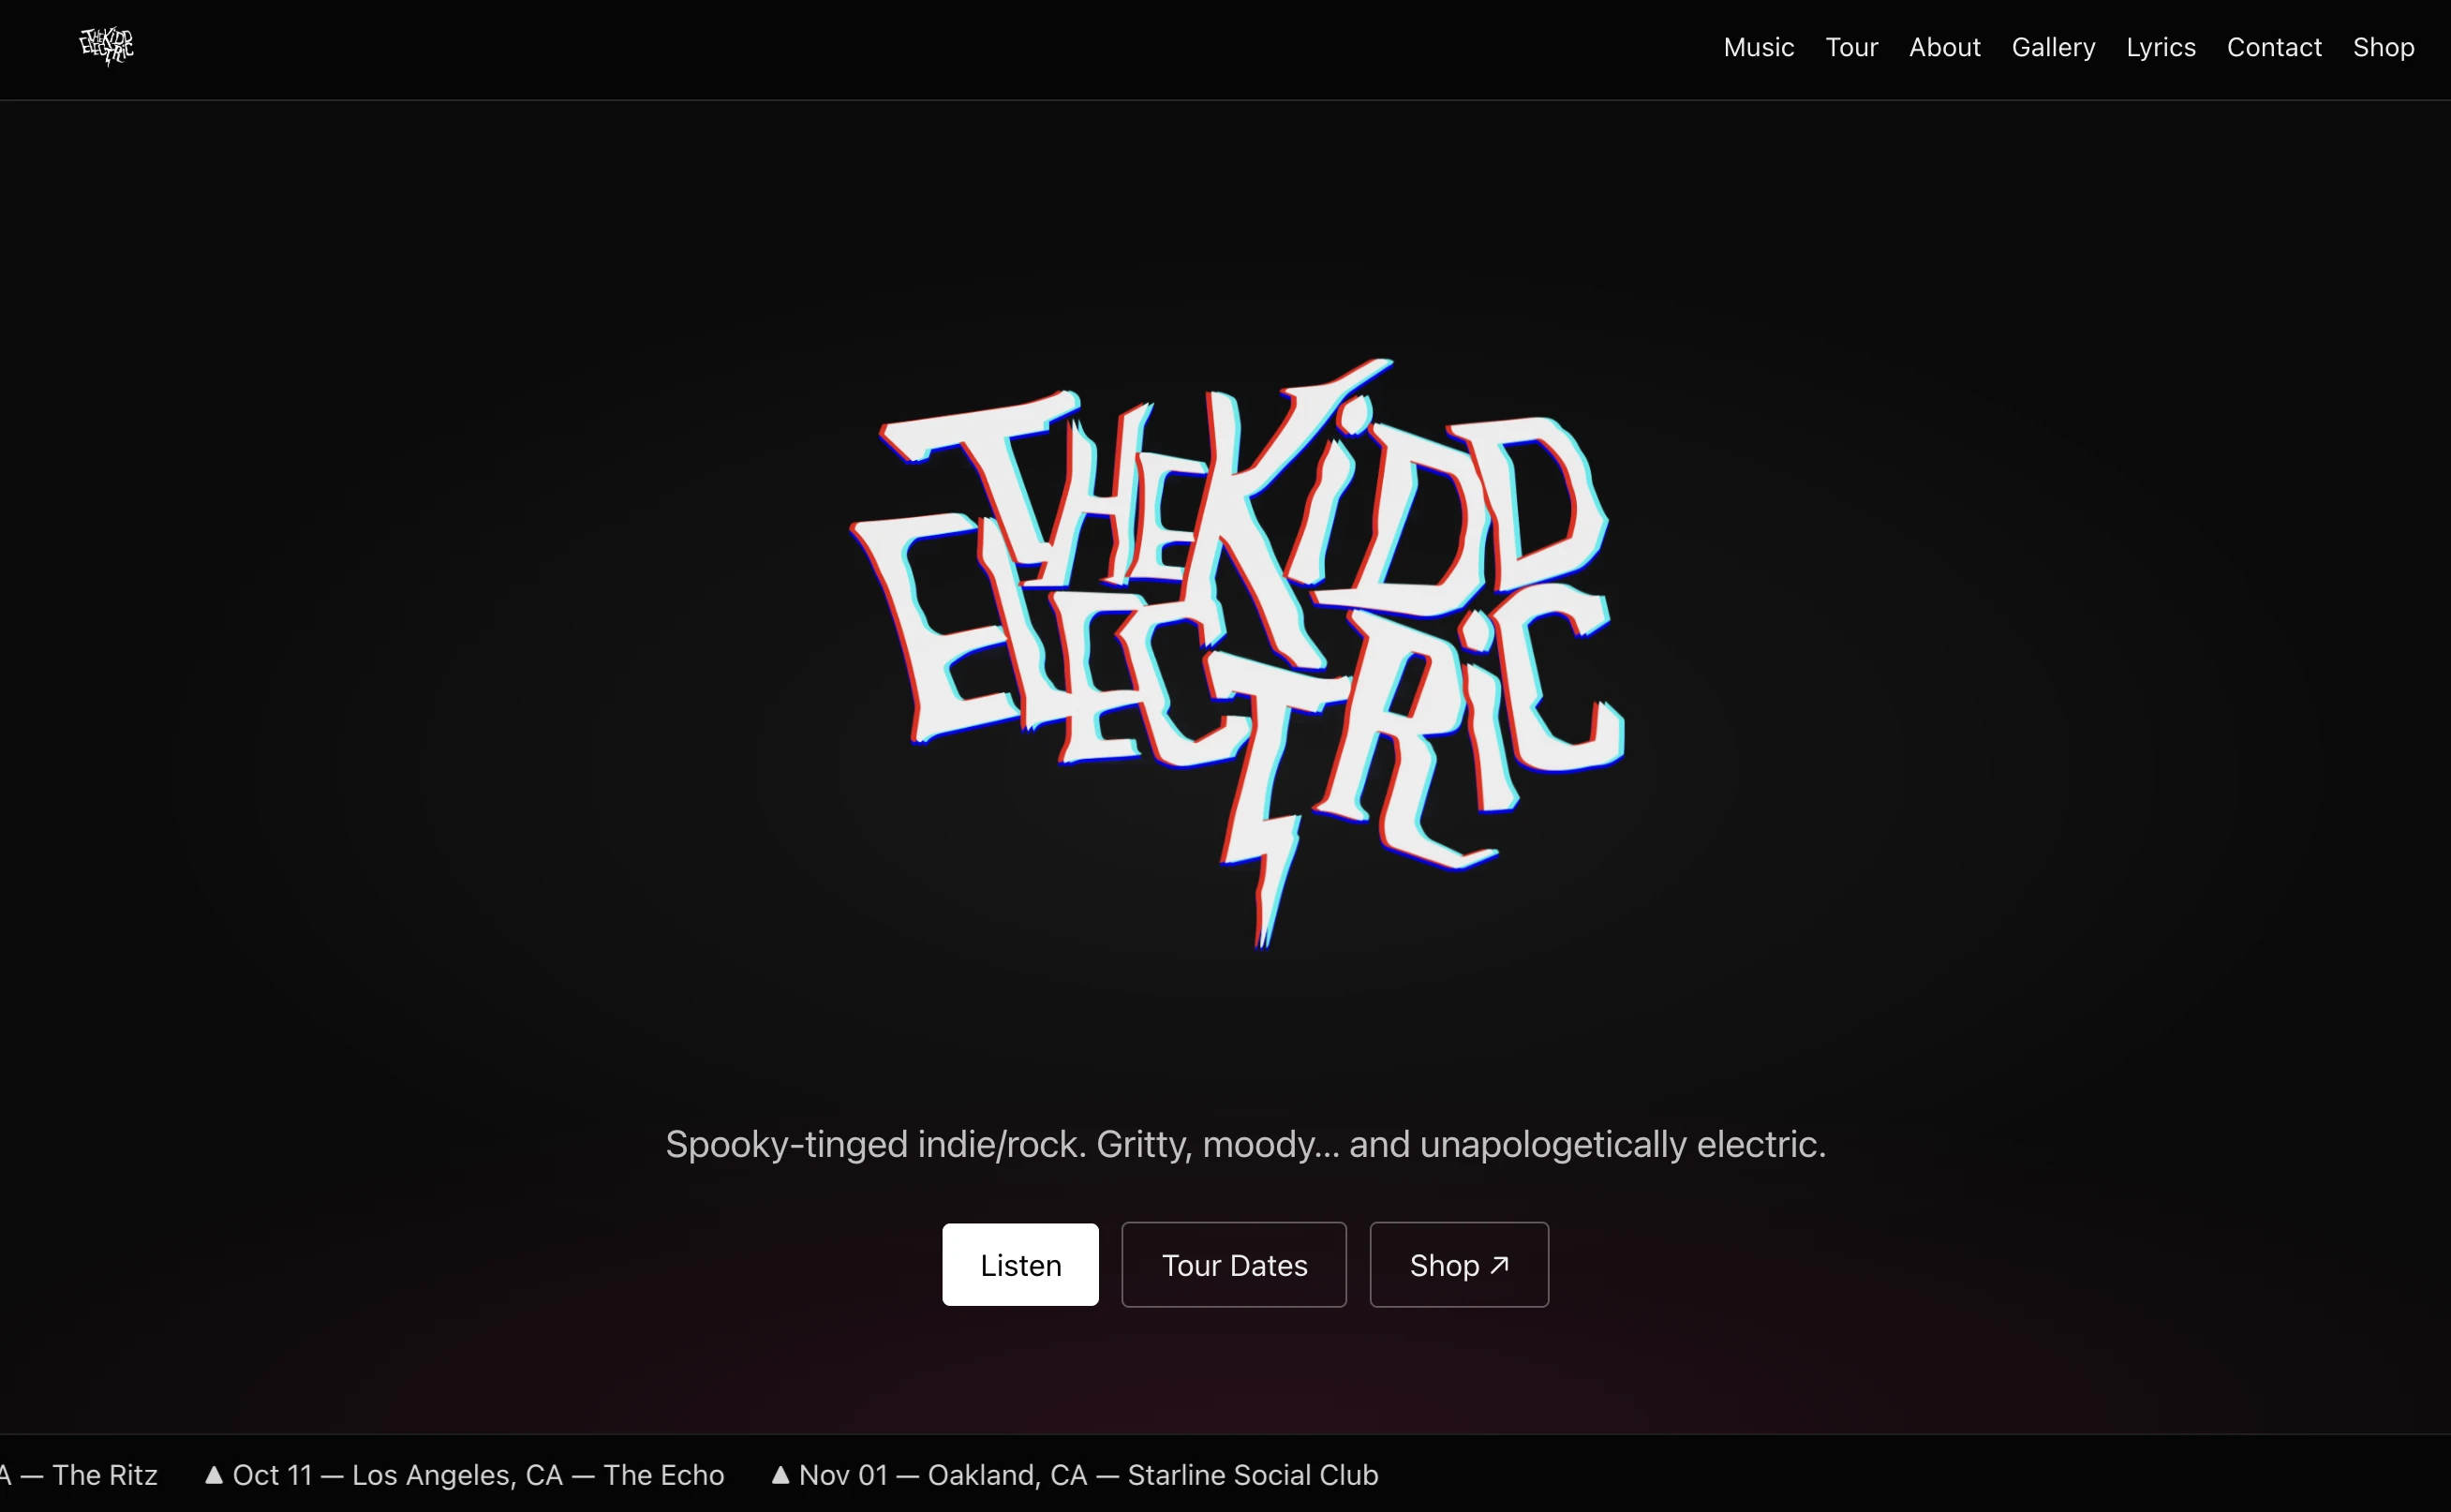 THE KiDD ELECTRiC
Music Tour About Gallery Lyrics Contact Shop
THE KiDD
ELECTRiC
Spooky-tinged indie/rock. Gritty, moody... and unapologetically electric.
Listen Tour Dates Shop ↗
A — The Ritz ▲ Oct 11 — Los Angeles, CA — The Echo ▲ Nov 01 — Oakland, CA — Starline Social Club